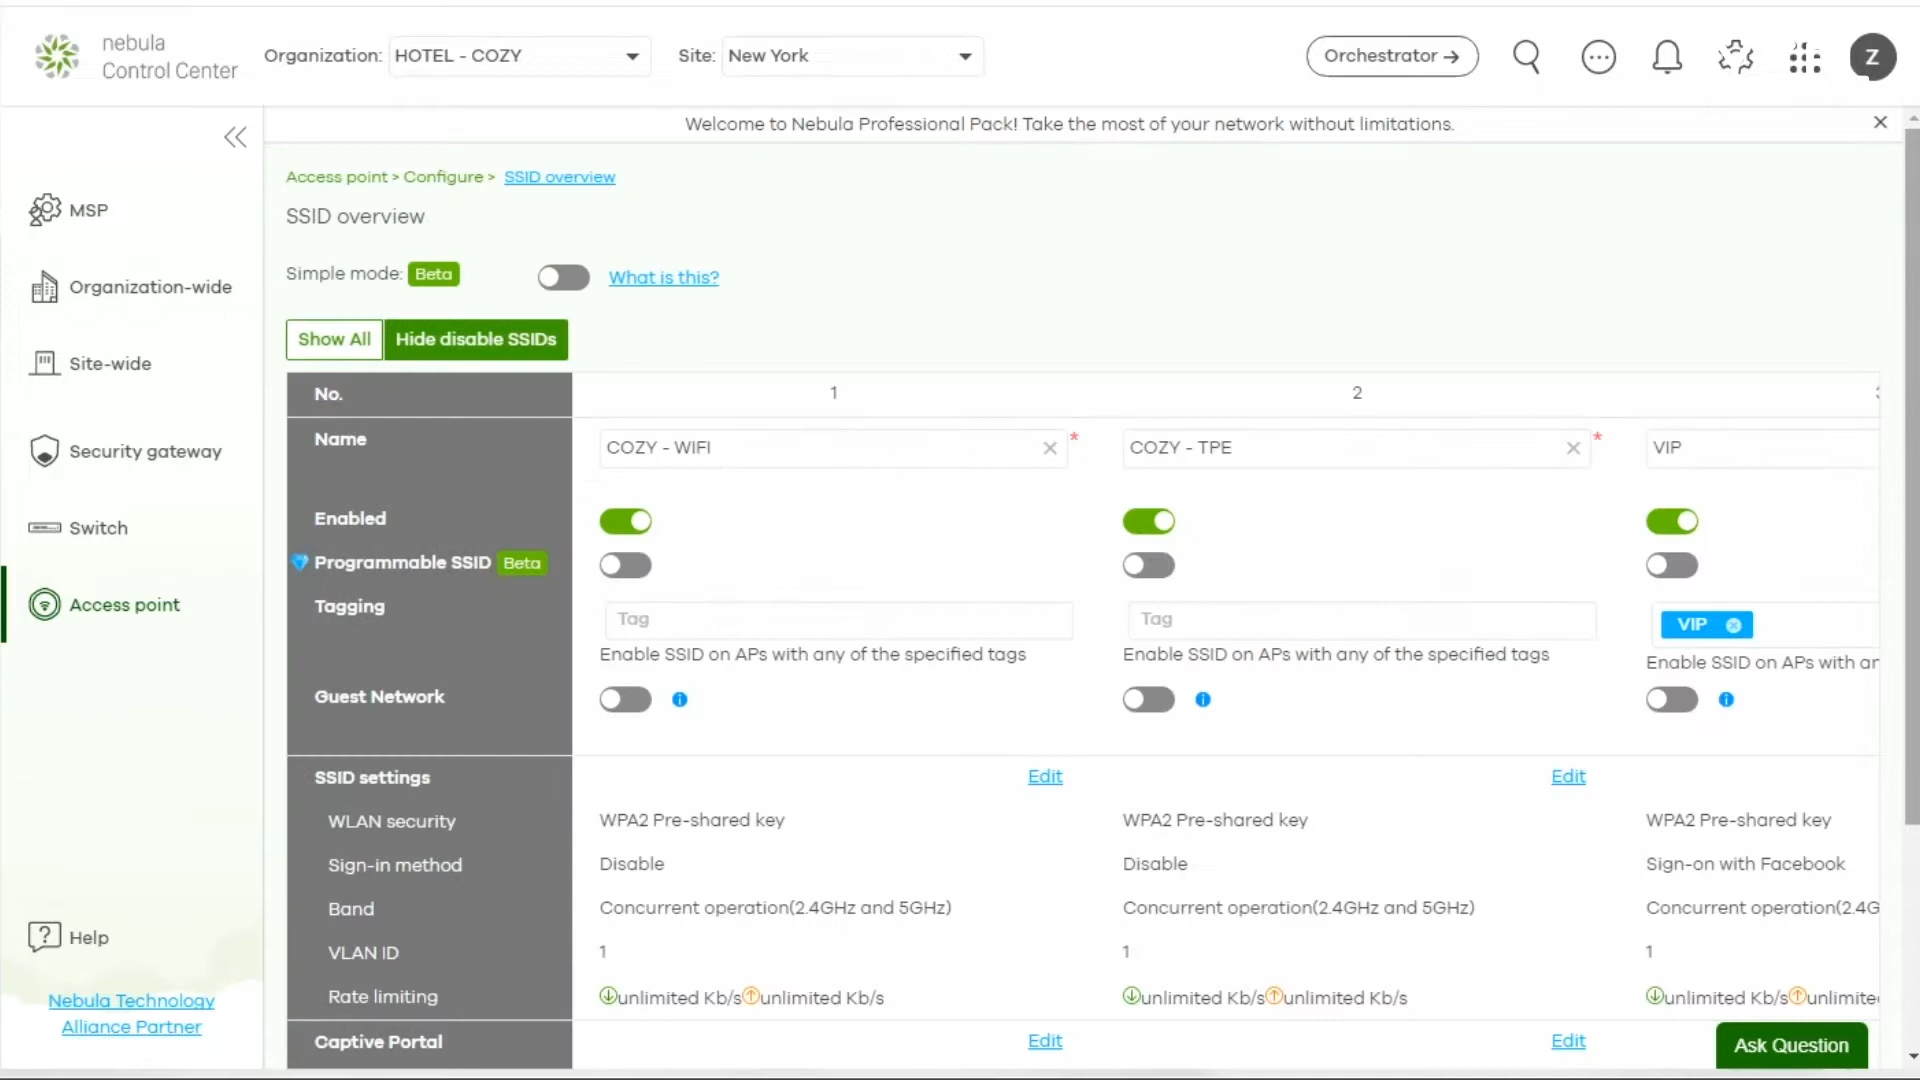 nebula
Control Center
Organization: HOTEL - COZY
Site: New York
Orchestrator →
Z
Welcome to Nebula Professional Pack! Take the most of your network without limitations.
MSP
Organization-wide
Site-wide
Security gateway
Switch
Access point
Help
Nebula Technology
Alliance Partner
Access point > Configure > SSID overview
SSID overview
Simple mode: Beta What is this?
Show All Hide disable SSIDs
No. 1 2
Name COZY - WIFI * COZY - TPE * VIP
Enabled
Programmable SSID Beta
Tagging Tag Tag VIP
Enable SSID on APs with any of the specified tags Enable SSID on APs with any of the specified tags Enable SSID on APs with ar
Guest Network
SSID settings Edit Edit
WLAN security WPA2 Pre-shared key WPA2 Pre-shared key WPA2 Pre-shared key
Sign-in method Disable Disable Sign-on with Facebook
Band Concurrent operation(2.4GHz and 5GHz) Concurrent operation(2.4GHz and 5GHz) Concurrent operation(2.4G
VLAN ID 1 1 1
Rate limiting unlimited Kb/s unlimited Kb/s unlimited Kb/s unlimited Kb/s unlimited Kb/s unlimite
Captive Portal Edit Edit
Ask Question